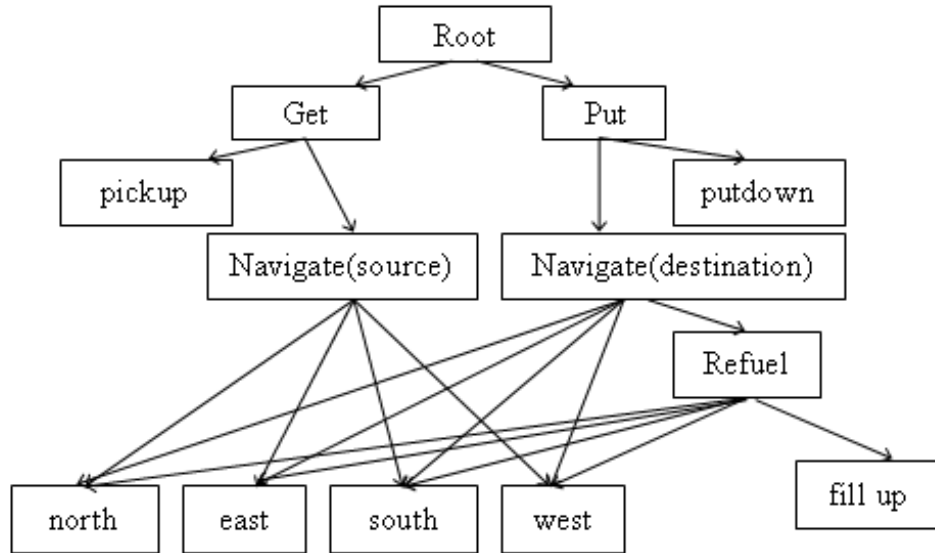 Root
Get
Put
pickup
putdown
Navigate(source)
Navigate(destination)
Refuel
fill up
north
east
south
west